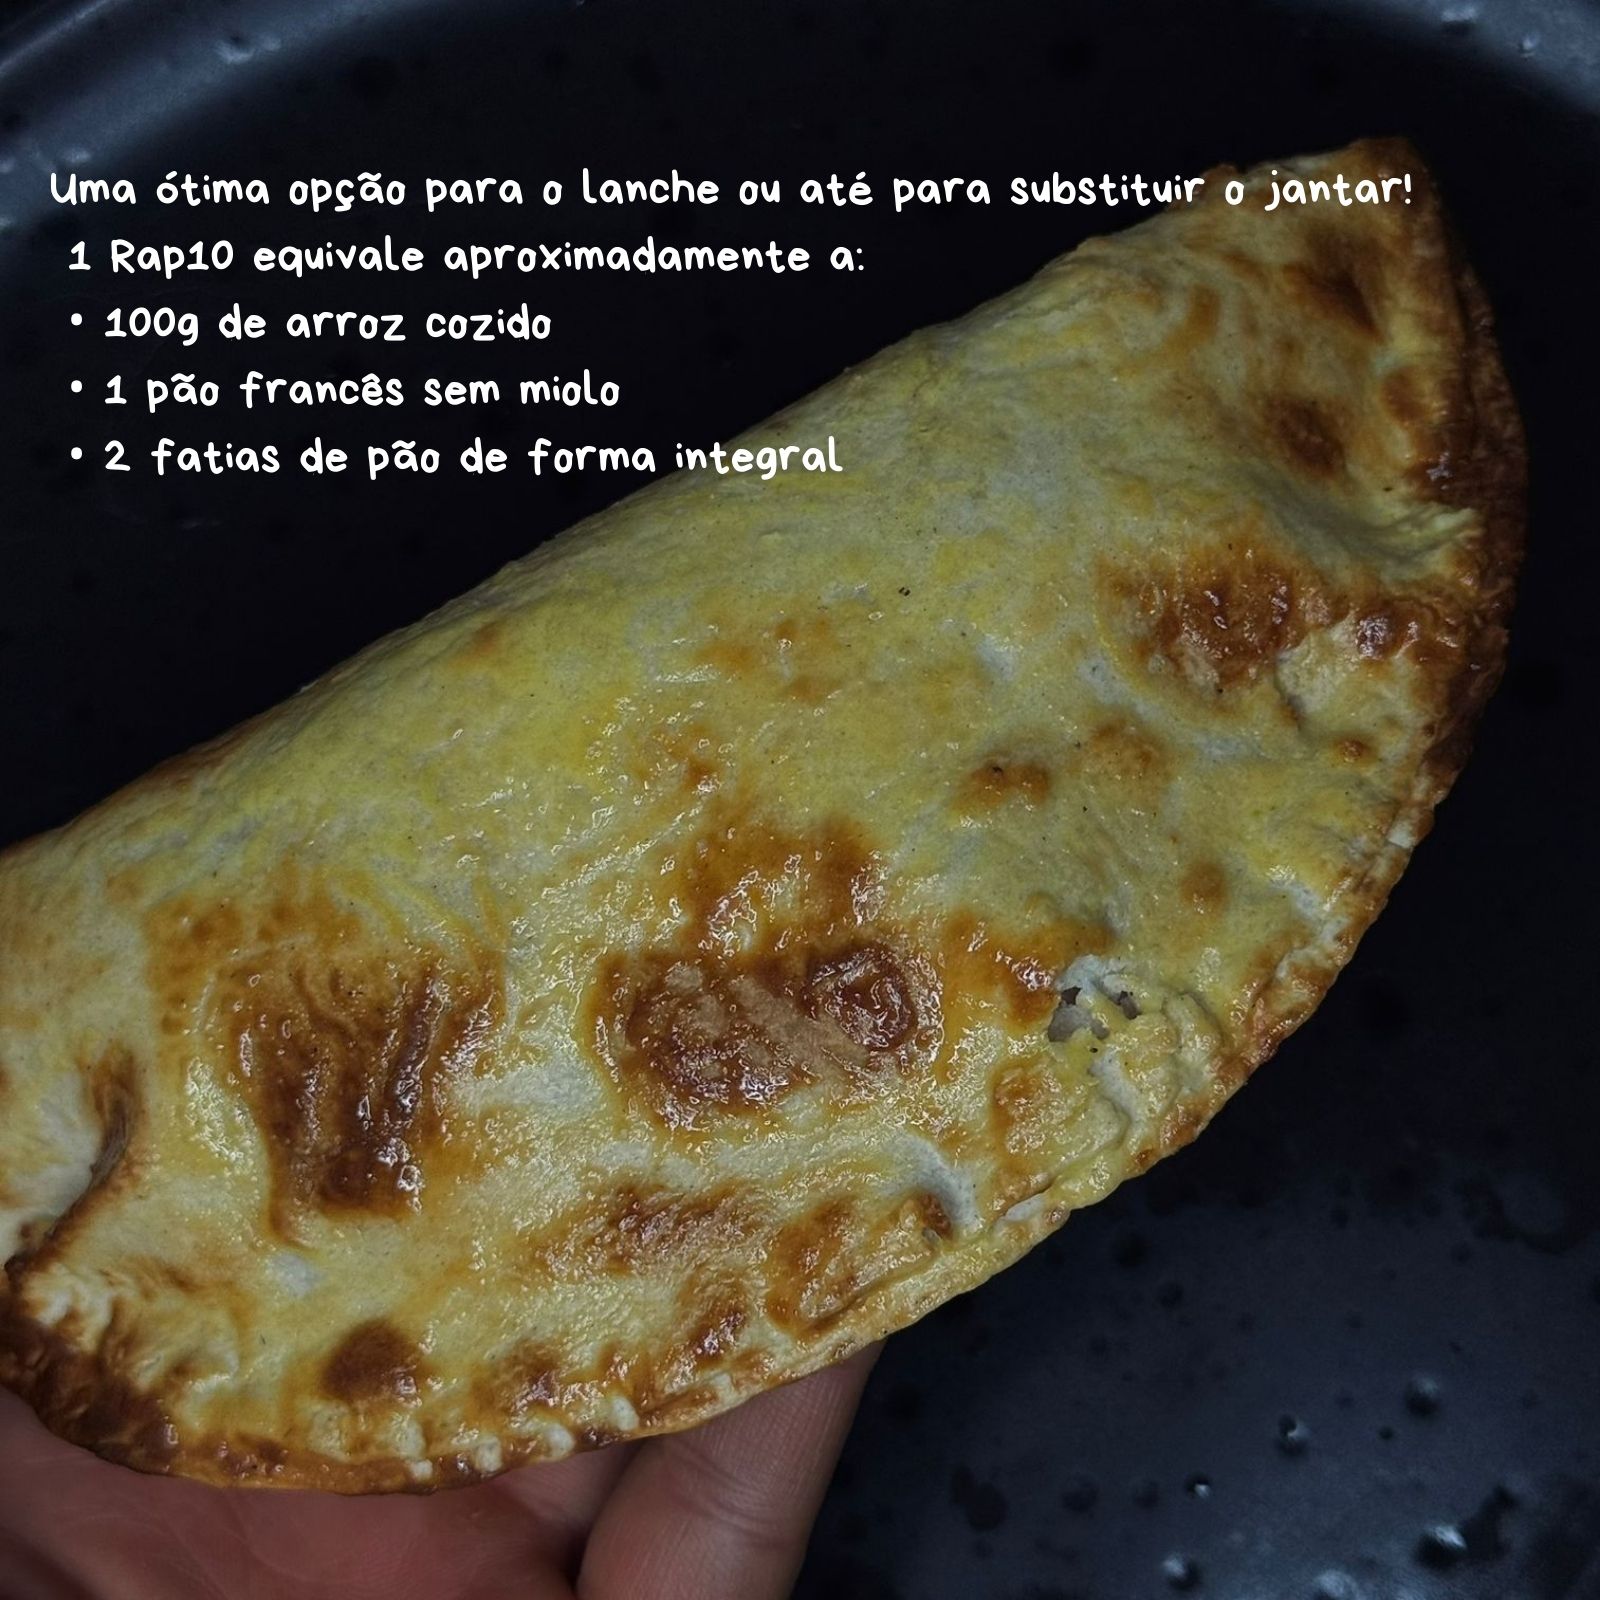 Uma ótima opção para o lanche ou até para substituir o jantar!
1 Rap10 equivale aproximadamente a:
• 100g de arroz cozido
• 1 pão francês sem miolo
• 2 fatias de pão de forma integral